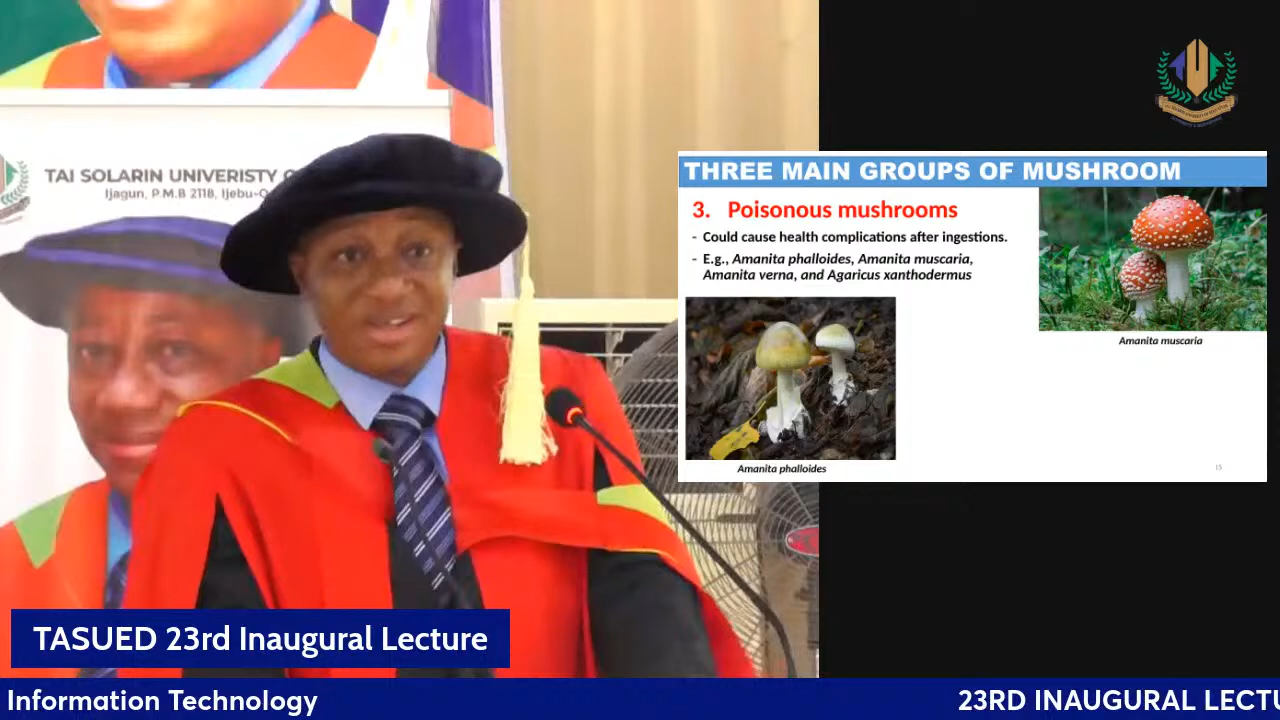 TAI SOLARIN UNIVERISTY
Ijagun, P.M.B 2118, Ijebu-O
THREE MAIN GROUPS OF MUSHROOM
3. Poisonous mushrooms
- Could cause health complications after ingestions.
- E.g., Amanita phalloides, Amanita muscaria,
Amanita verna, and Agaricus xanthodermus
Amanita muscaria
Amanita phalloides
15
TASUED 23rd Inaugural Lecture
Information Technology
23RD INAUGURAL LECTU